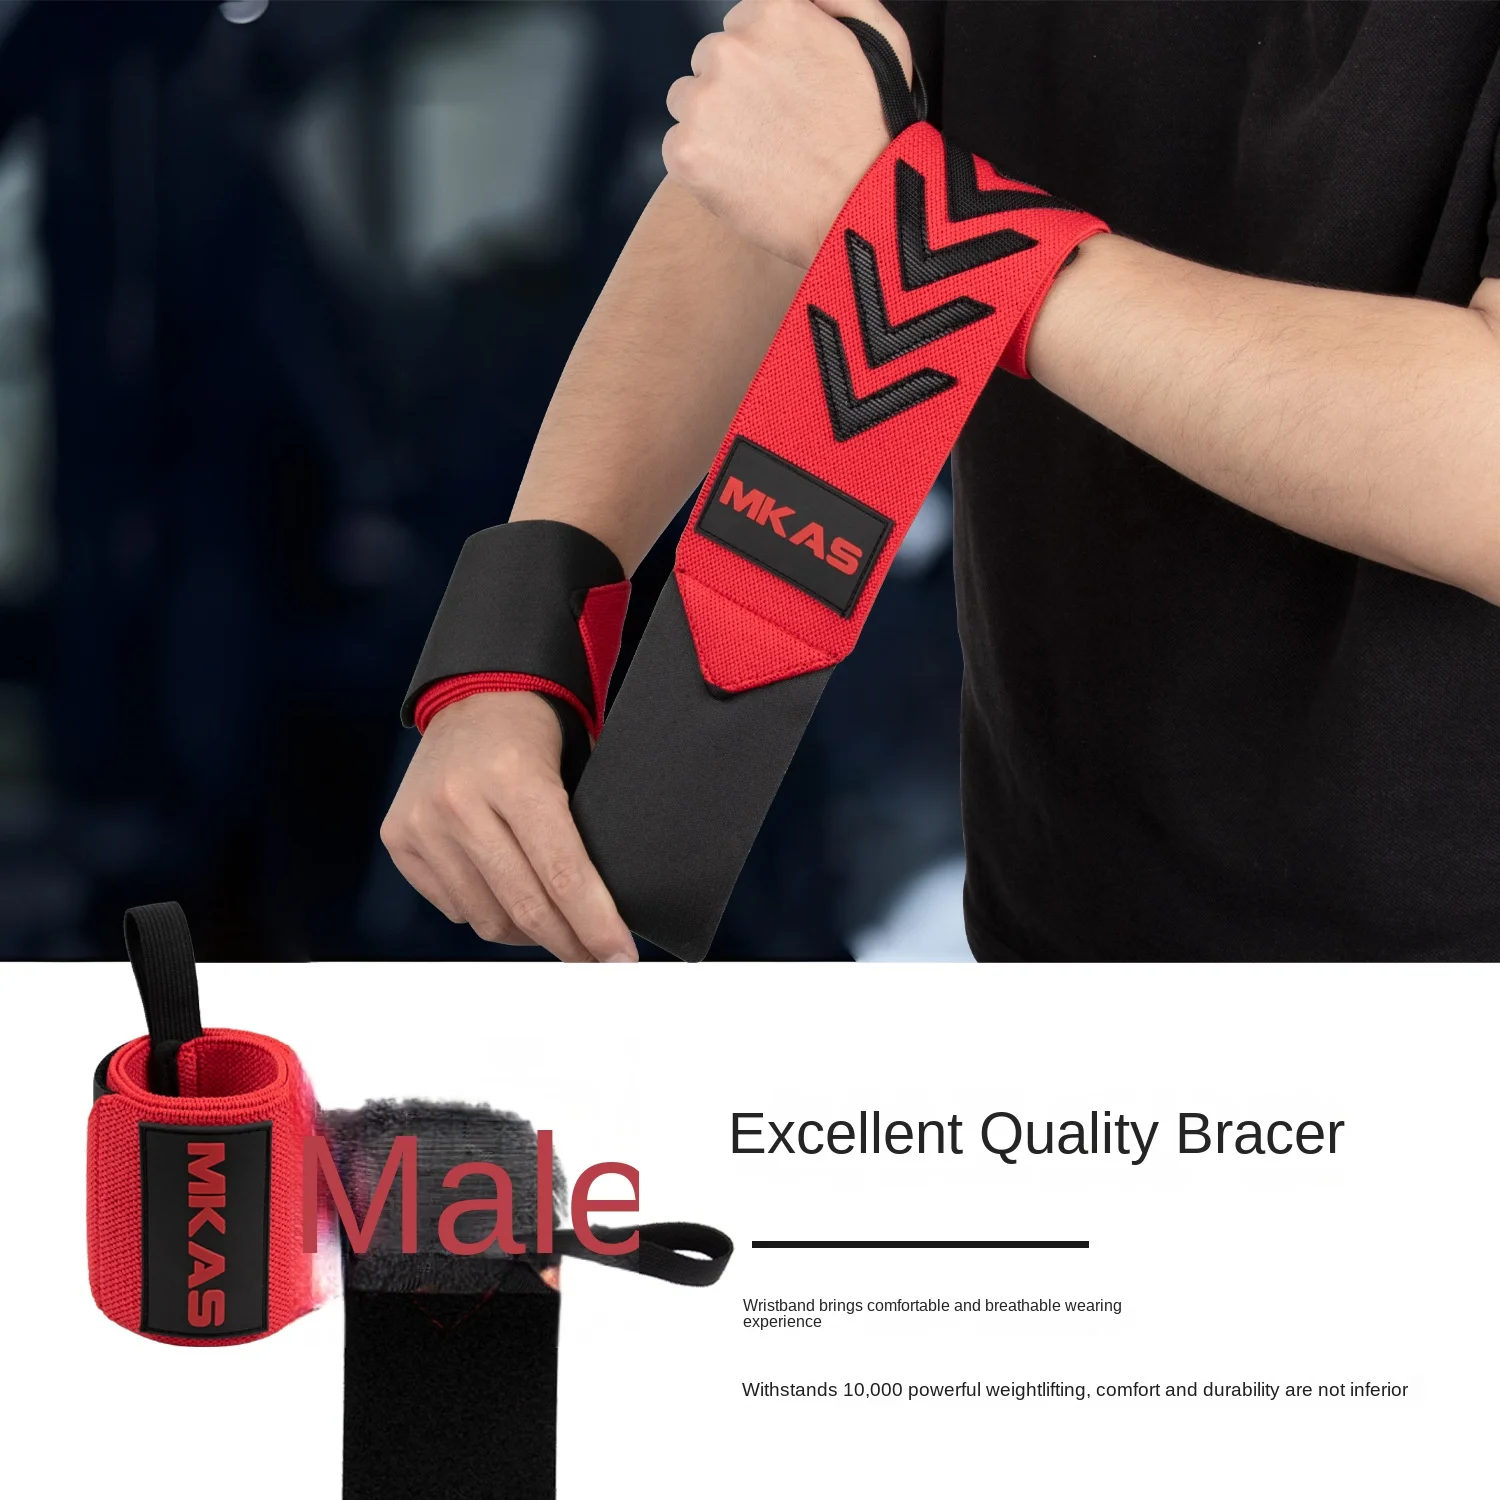 MKAS
MKAS
Male
Excellent Quality Bracer
Wristband brings comfortable and breathable wearing
experience
Withstands 10,000 powerful weightlifting, comfort and durability are not inferior